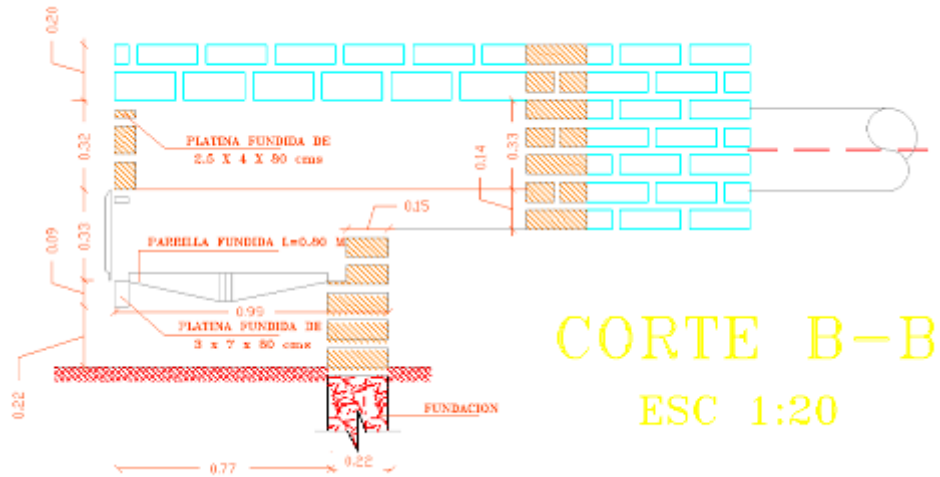 0.20
PLATINA FUNDIDA DE
2.5 X 4 X 80 cms
0.32
0.33
0.14
0.15
0.09
0.33
PARRILLA FUNDIDA L=0.80 M
0.99
PLATINA FUNDIDA DE
3 x 7 x 80 cms
CORTE B-B
0.22
ESC 1:20
FUNDACION
0.77
0.22